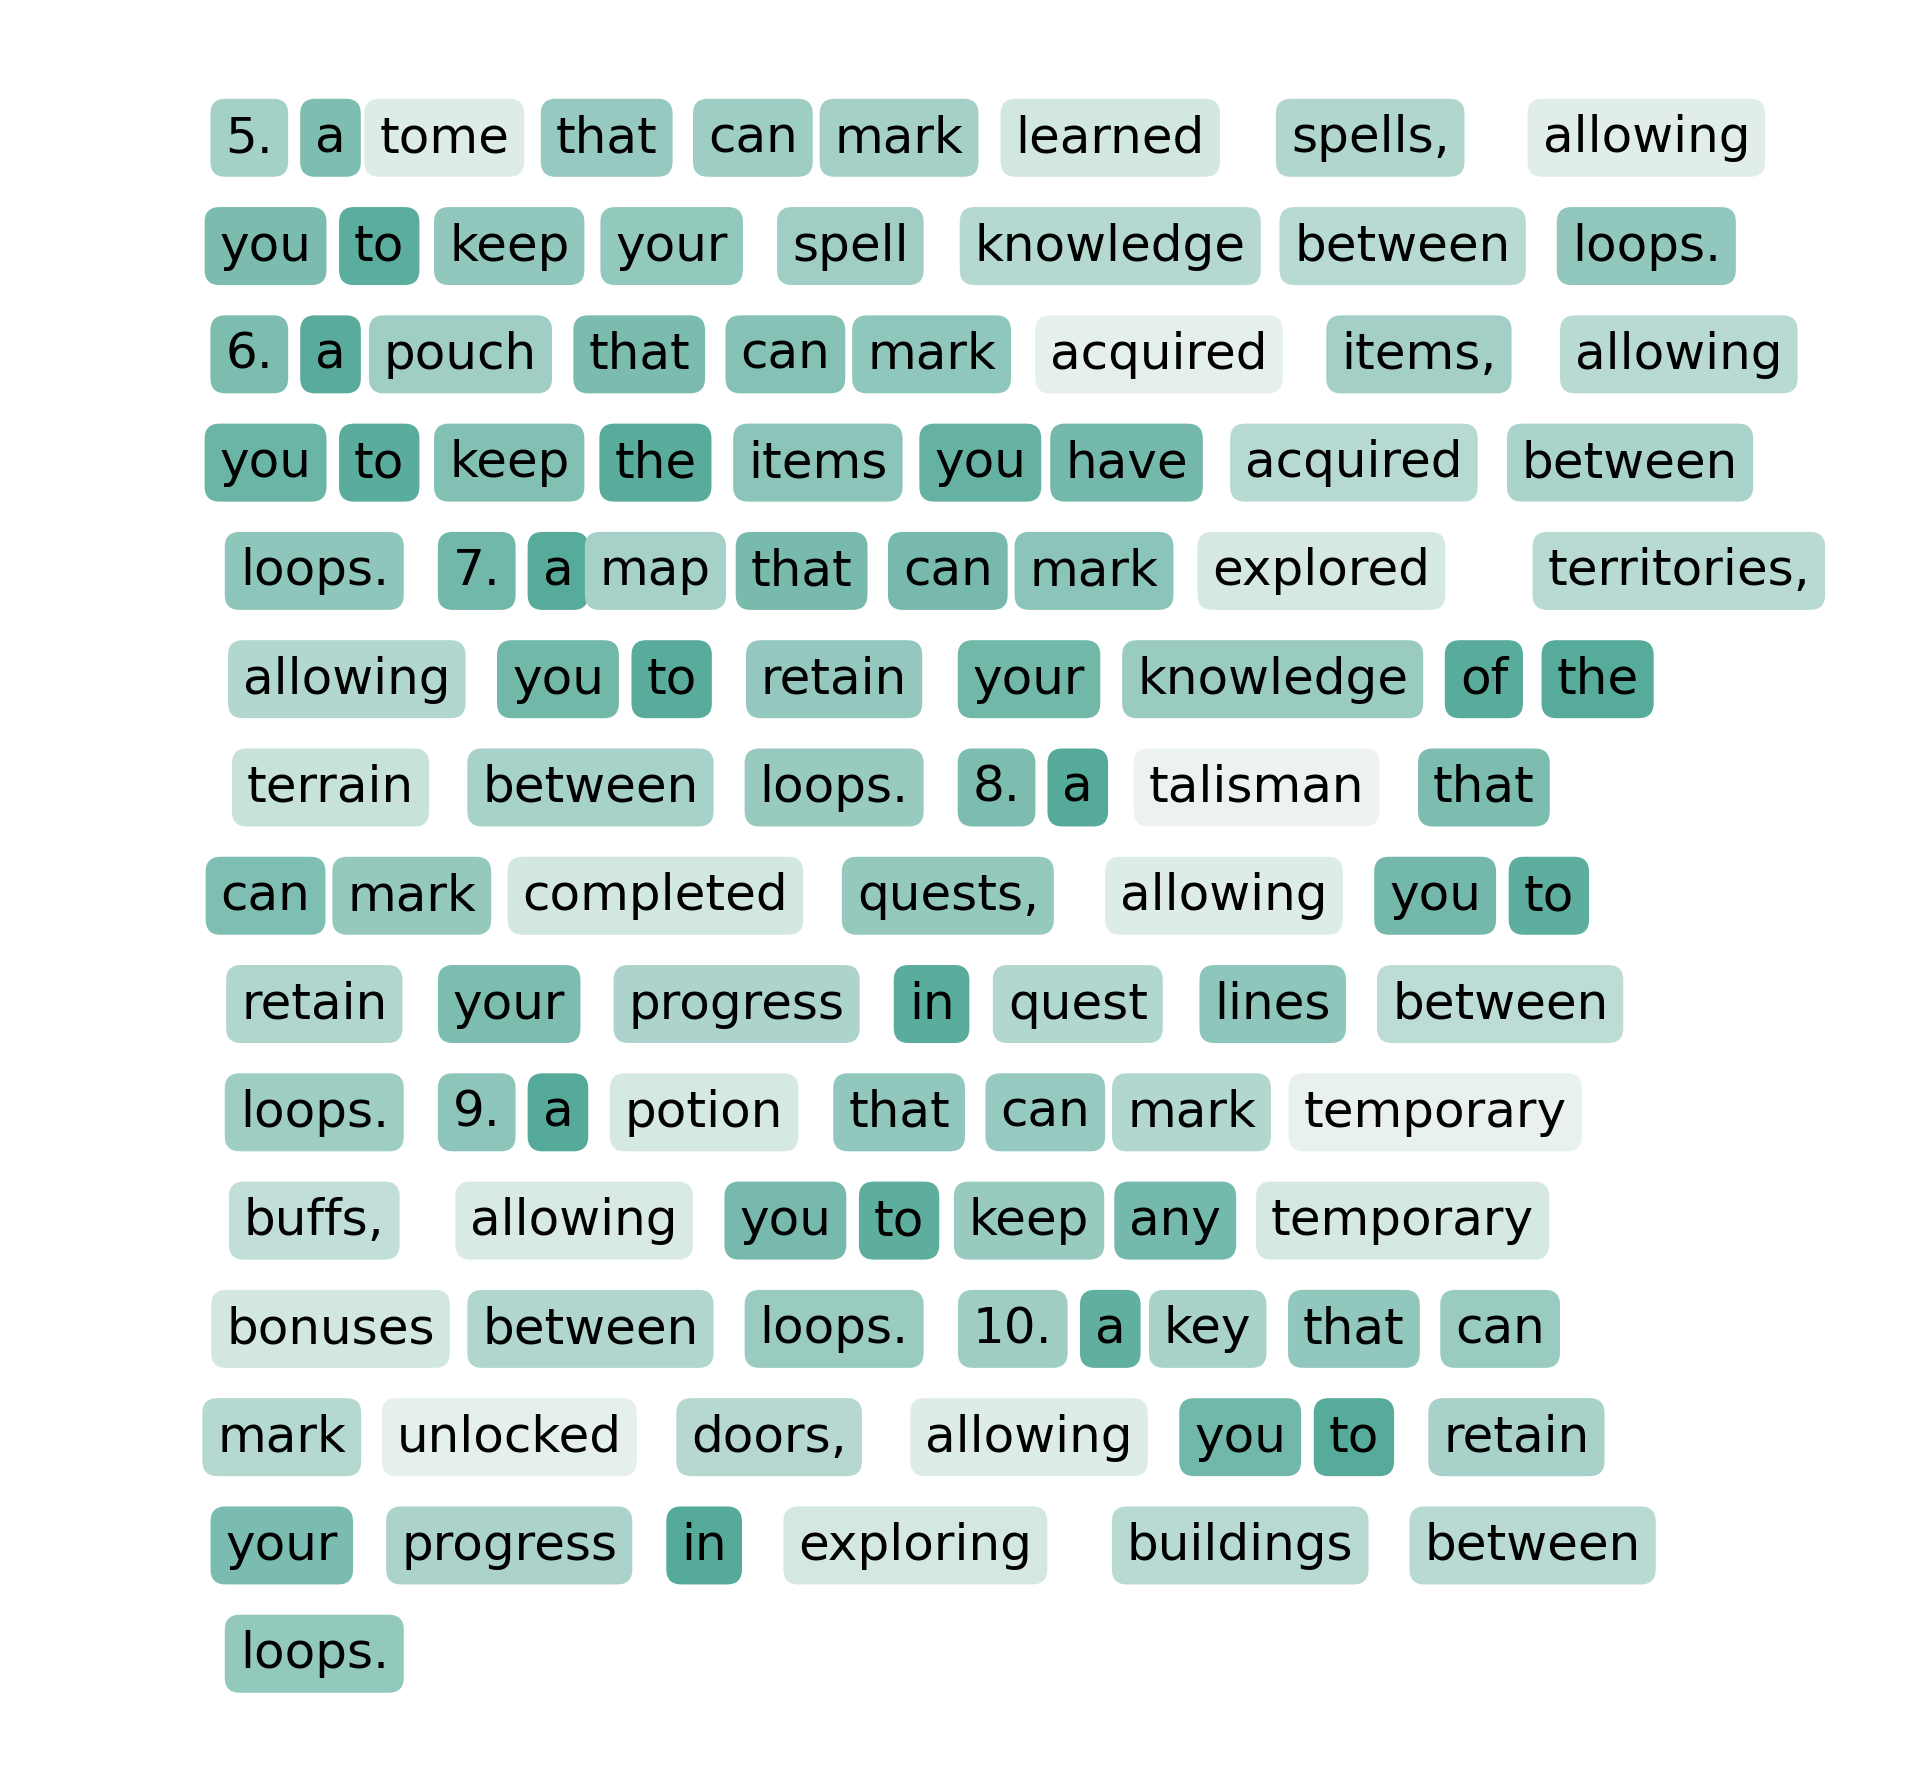 5. a tome that can mark learned spells, allowing
you to keep your spell knowledge between loops.
6. a pouch that can mark acquired items, allowing
you to keep the items you have acquired between
loops. 7. a map that can mark explored territories,
allowing you to retain your knowledge of the
terrain between loops. 8. a talisman that
can mark completed quests, allowing you to
retain your progress in quest lines between
loops. 9. a potion that can mark temporary
buffs, allowing you to keep any temporary
bonuses between loops. 10. a key that can
mark unlocked doors, allowing you to retain
your progress in exploring buildings between
loops.